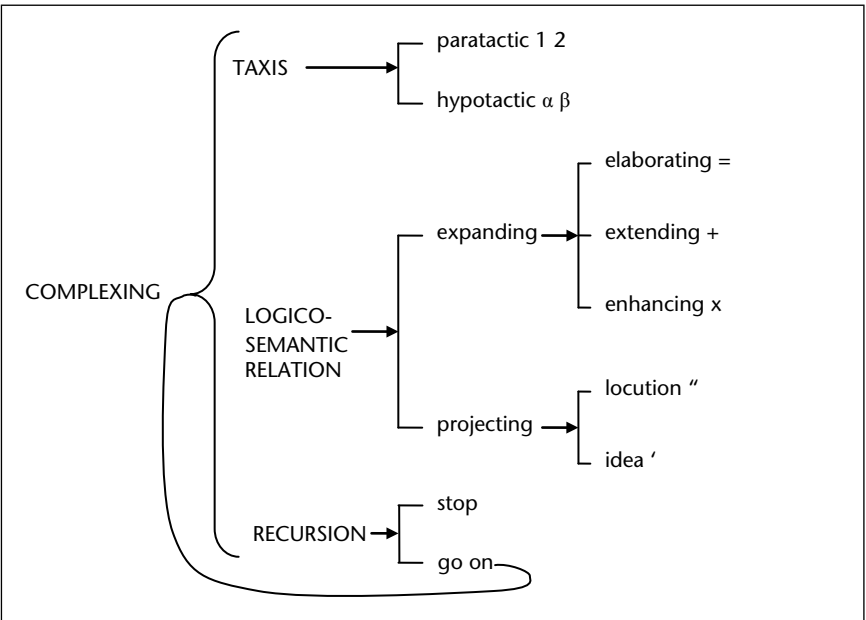 paratactic 1 2
TAXIS
hypotactic α β
elaborating =
expanding
extending +
COMPLEXING
enhancing x
LOGICO-
SEMANTIC
RELATION
locution “
projecting
idea ‘
stop
RECURSION
go on